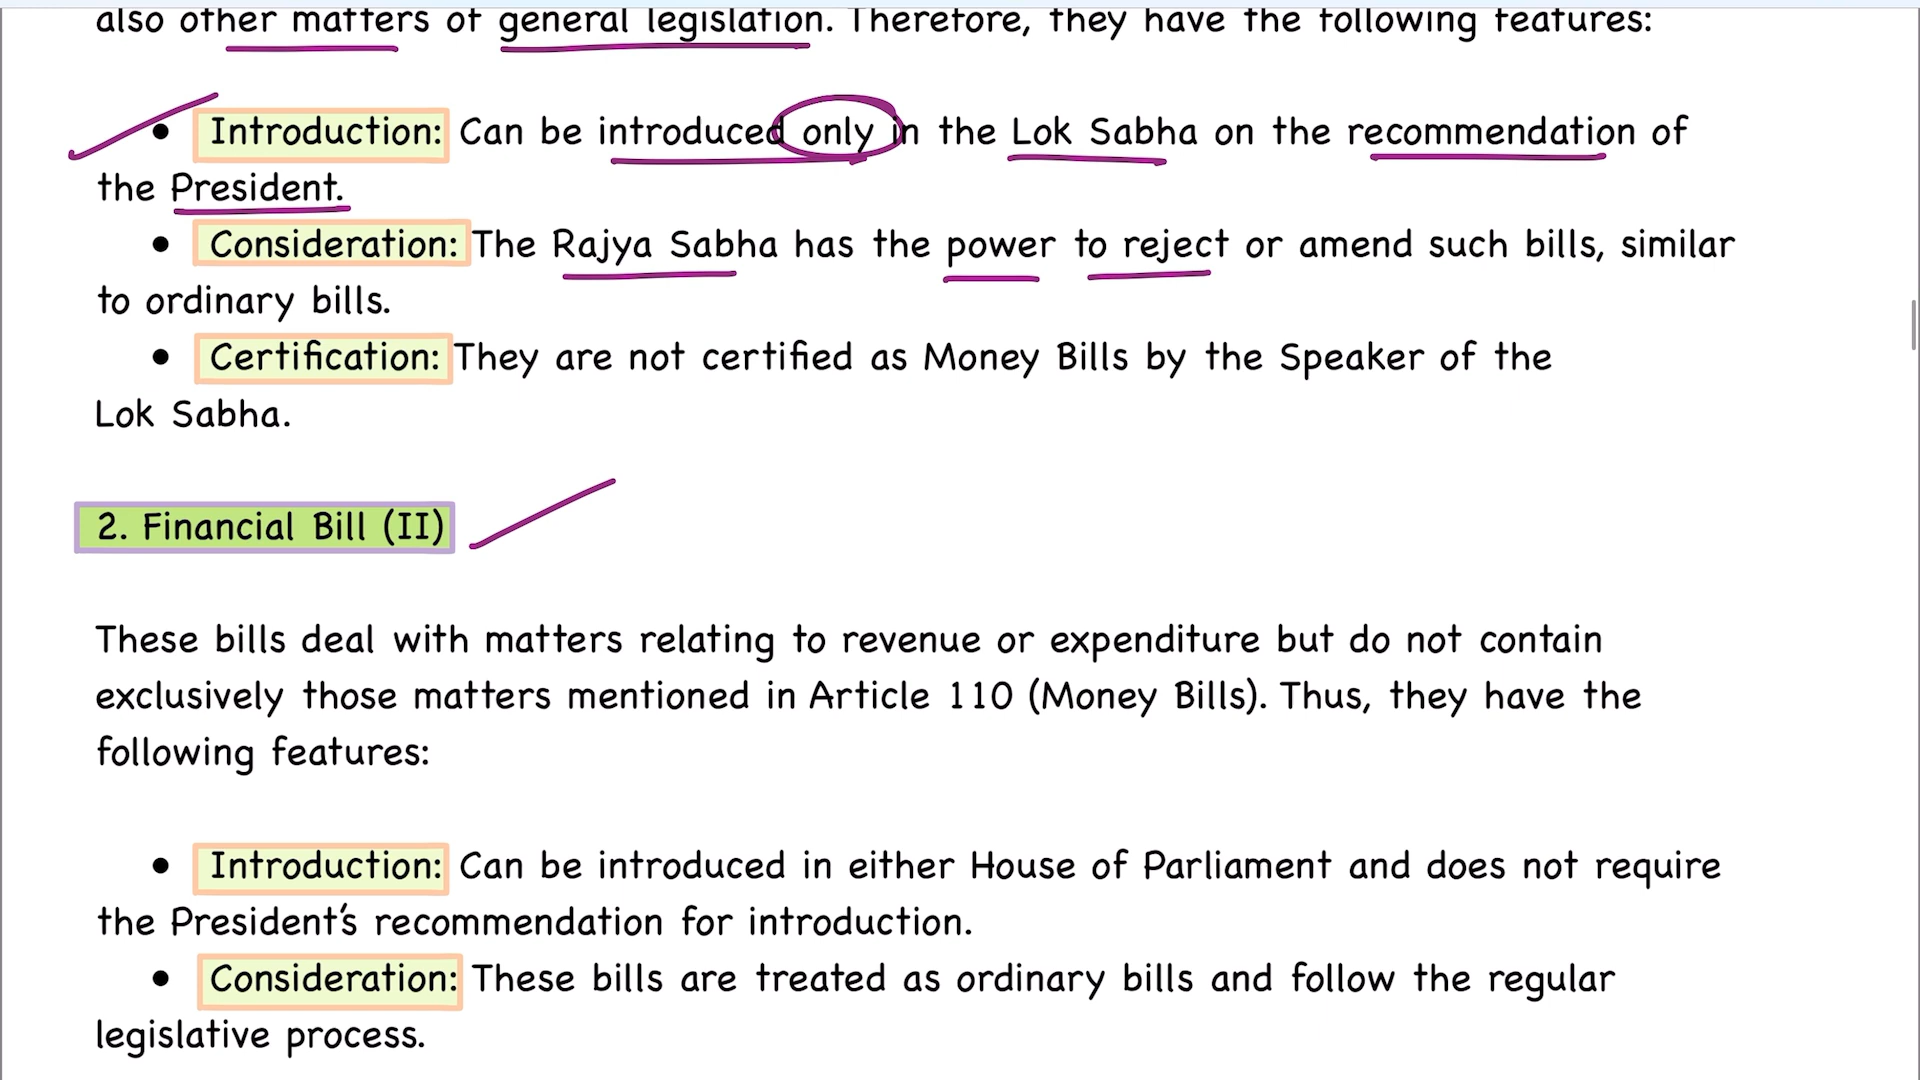 also other matters of general legislation. Therefore, they have the following features:
• Introduction: Can be introduced only in the Lok Sabha on the recommendation of
the President.
• Consideration: The Rajya Sabha has the power to reject or amend such bills, similar
to ordinary bills.
• Certification: They are not certified as Money Bills by the Speaker of the
Lok Sabha.
2. Financial Bill (II)
These bills deal with matters relating to revenue or expenditure but do not contain
exclusively those matters mentioned in Article 110 (Money Bills). Thus, they have the
following features:
• Introduction: Can be introduced in either House of Parliament and does not require
the President's recommendation for introduction.
• Consideration: These bills are treated as ordinary bills and follow the regular
legislative process.